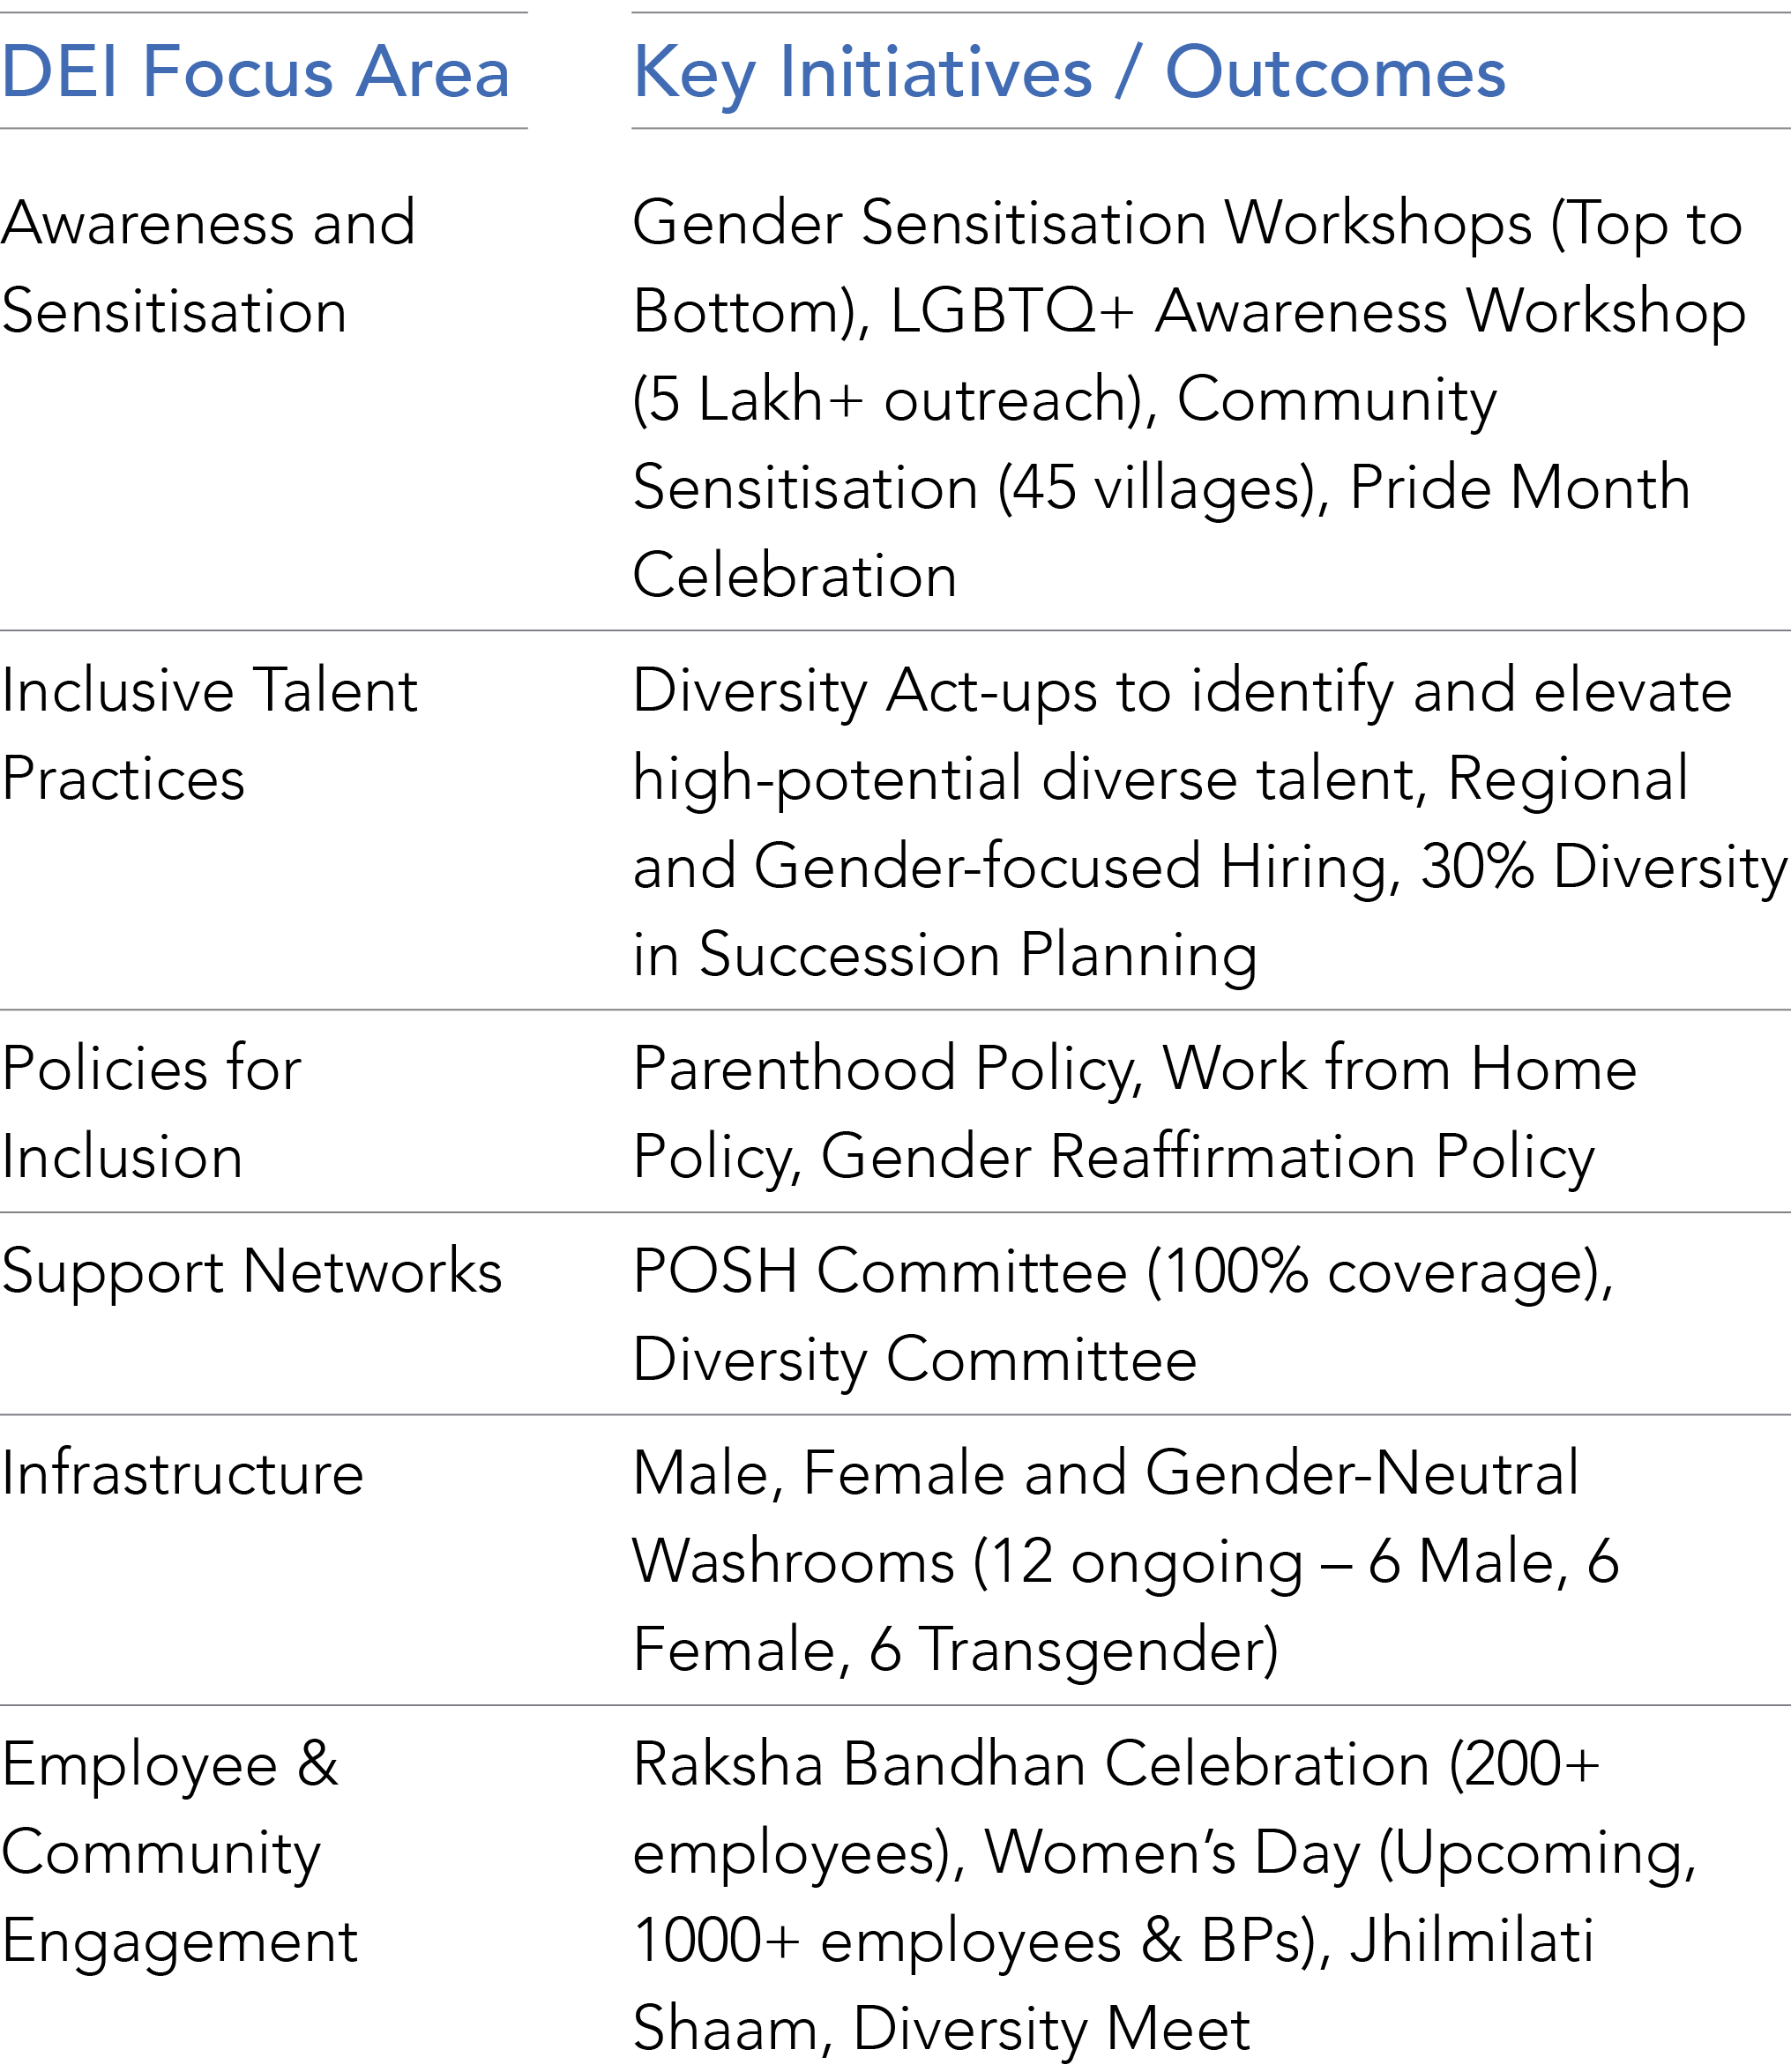 DEI Focus Area
Key Initiatives / Outcomes
Awareness and
Sensitisation
Gender Sensitisation Workshops (Top to
Bottom), LGBTQ+ Awareness Workshop
(5 Lakh+ outreach), Community
Sensitisation (45 villages), Pride Month
Celebration
Inclusive Talent
Practices
Diversity Act-ups to identify and elevate
high-potential diverse talent, Regional
and Gender-focused Hiring, 30% Diversity
in Succession Planning
Policies for
Inclusion
Parenthood Policy, Work from Home
Policy, Gender Reaffirmation Policy
Support Networks
POSH Committee (100% coverage),
Diversity Committee
Infrastructure
Male, Female and Gender-Neutral
Washrooms (12 ongoing – 6 Male, 6
Female, 6 Transgender)
Employee &
Community
Engagement
Raksha Bandhan Celebration (200+
employees), Women’s Day (Upcoming,
1000+ employees & BPs), Jhilmilati
Shaam, Diversity Meet